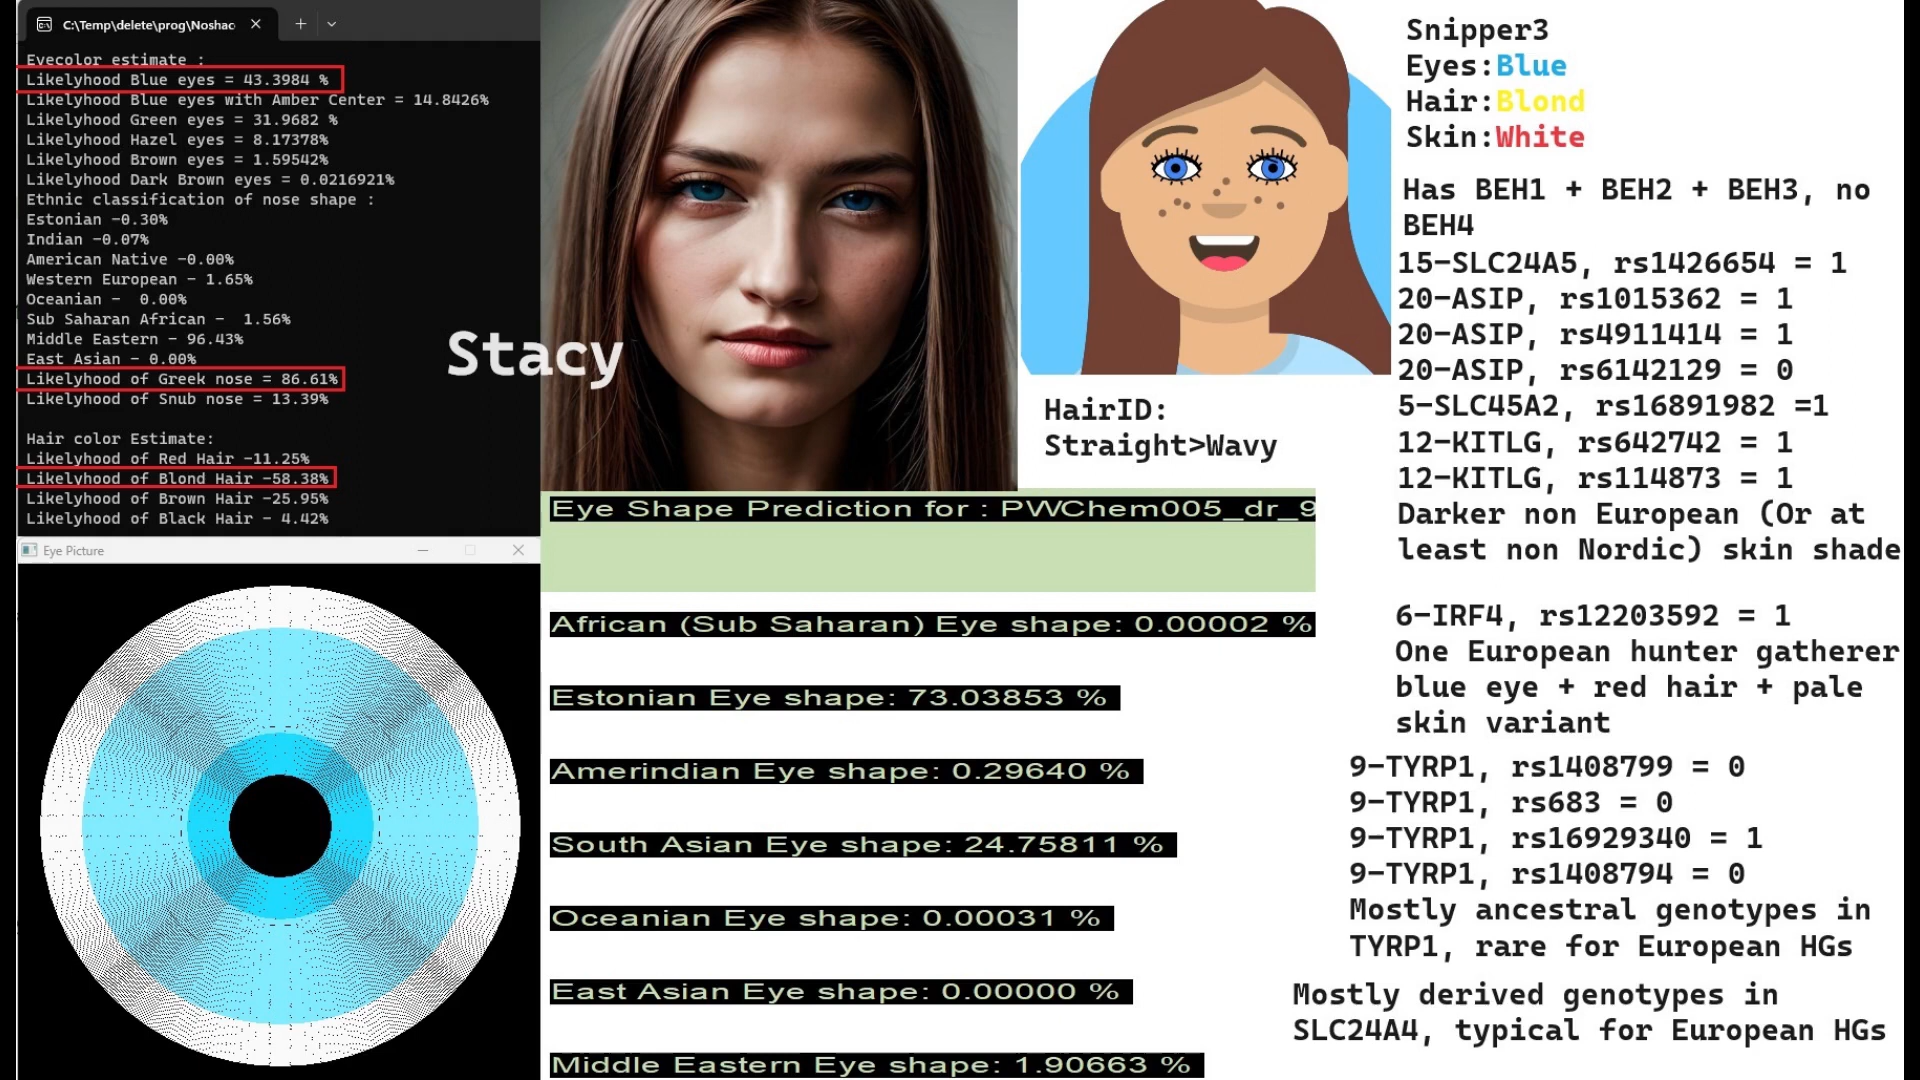 C:\Temp\delete\prog\Noshac
Eyecolor estimate :
Likelyhood Blue eyes = 43.3984 %
Likelyhood Blue eyes with Amber Center = 14.8426%
Likelyhood Green eyes = 31.9682 %
Likelyhood Hazel eyes = 8.17378%
Likelyhood Brown eyes = 1.59542%
Likelyhood Dark Brown eyes = 0.0216921%
Ethnic classification of nose shape :
Estonian -0.30%
Indian -0.07%
American Native -0.00%
Western European - 1.65%
Oceanian -  0.00%
Sub Saharan African -  1.56%
Middle Eastern - 96.43%
East Asian - 0.00%
Likelyhood of Greek nose = 86.61%
Likelyhood of Snub nose = 13.39%
Hair color Estimate:
Likelyhood of Red Hair -11.25%
Likelyhood of Blond Hair -58.38%
Likelyhood of Brown Hair -25.95%
Likelyhood of Black Hair - 4.42%
Eye Picture
Stacy
HairID:
Straight>Wavy
Eye Shape Prediction for : PWChem005_dr_9
African (Sub Saharan) Eye shape: 0.00002 %
Estonian Eye shape: 73.03853 %
Amerindian Eye shape: 0.29640 %
South Asian Eye shape: 24.75811 %
Oceanian Eye shape: 0.00031 %
East Asian Eye shape: 0.00000 %
Middle Eastern Eye shape: 1.90663 %
Snipper3
Eyes:Blue
Hair:Blond
Skin:White
Has BEH1 + BEH2 + BEH3, no
BEH4
15-SLC24A5, rs1426654 = 1
20-ASIP, rs1015362 = 1
20-ASIP, rs4911414 = 1
20-ASIP, rs6142129 = 0
5-SLC45A2, rs16891982 =1
12-KITLG, rs642742 = 1
12-KITLG, rs114873 = 1
Darker non European (Or at
least non Nordic) skin shade
6-IRF4, rs12203592 = 1
One European hunter gatherer
blue eye + red hair + pale
skin variant
9-TYRP1, rs1408799 = 0
9-TYRP1, rs683 = 0
9-TYRP1, rs16929340 = 1
9-TYRP1, rs1408794 = 0
Mostly ancestral genotypes in
TYRP1, rare for European HGs
Mostly derived genotypes in
SLC24A4, typical for European HGs